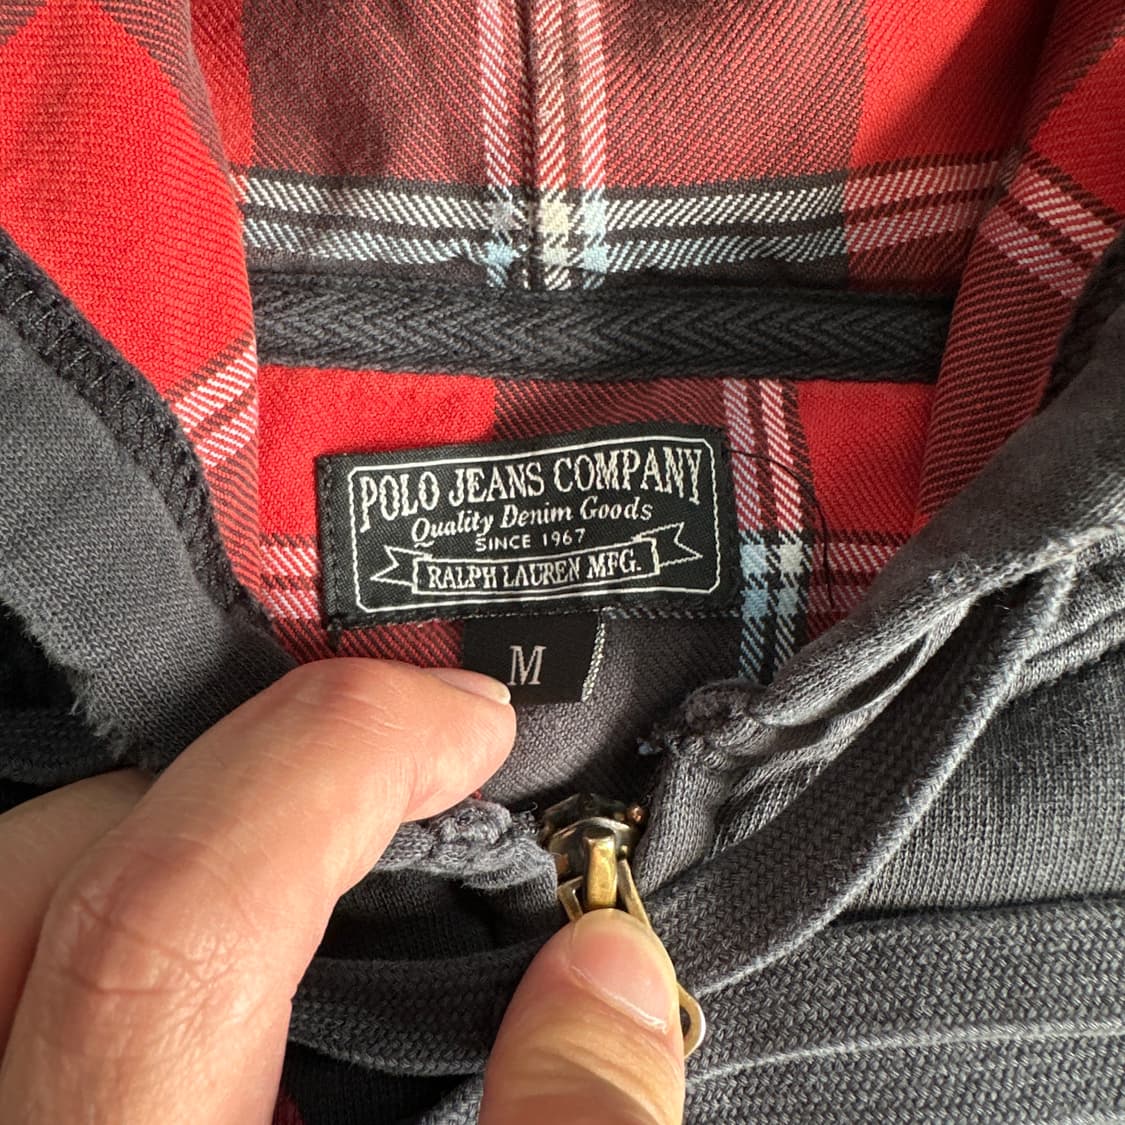 POLO JEANS COMPANY
Quality Denim Goods
SINCE 1967
RALPH LAUREN MFG.
M